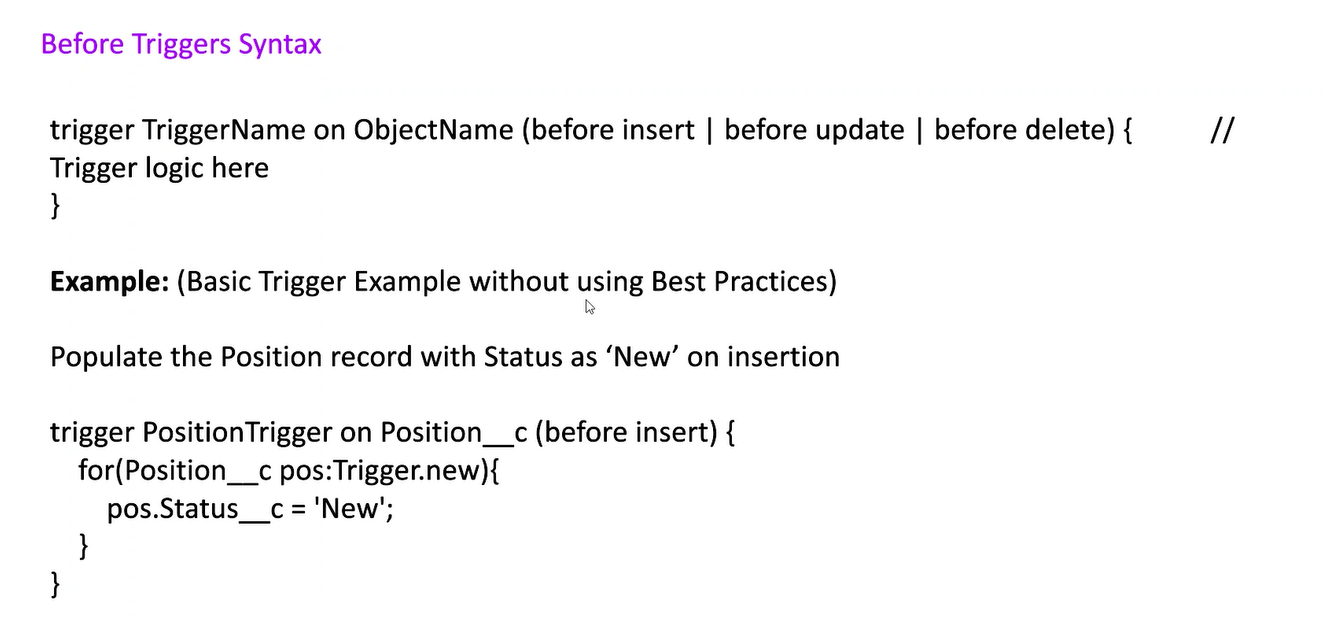 Before Triggers Syntax
trigger TriggerName on ObjectName (before insert | before update | before delete) { //
Trigger logic here
}
Example: (Basic Trigger Example without using Best Practices)
Populate the Position record with Status as ‘New’ on insertion
trigger PositionTrigger on Position__c (before insert) {
for(Position__c pos:Trigger.new){
pos.Status__c = 'New';
}
}